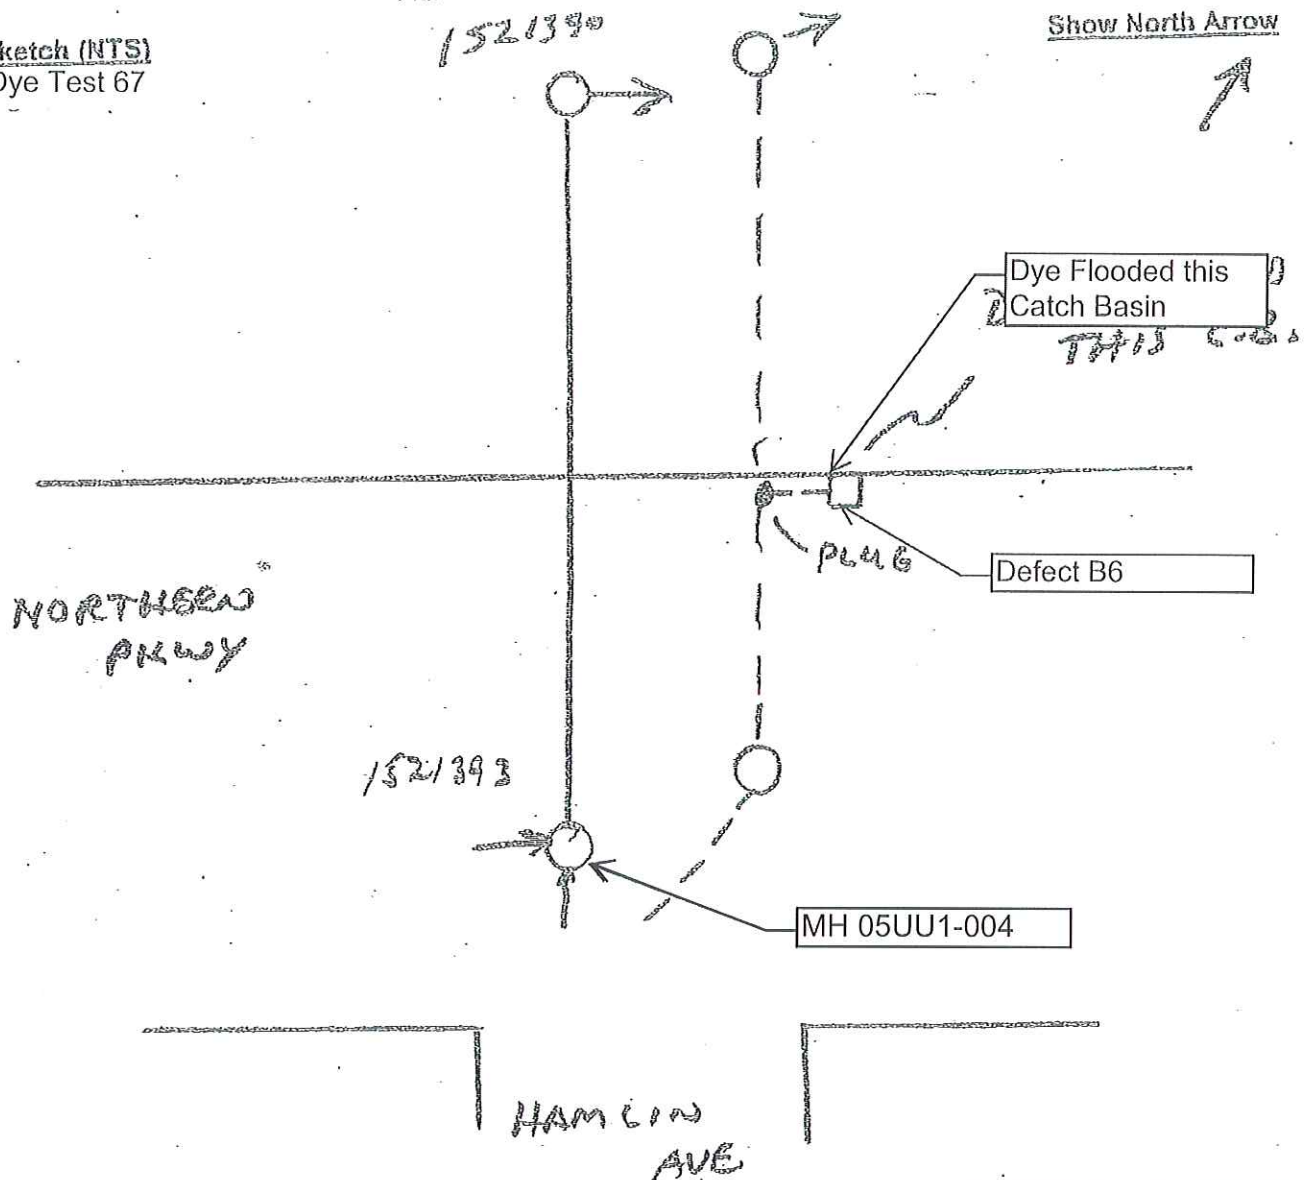 ketch (NTS)
Dye Test 67
1521390
Show North Arrow
Dye Flooded this
Catch Basin
THIS C.B.
PLUG
Defect B6
NORTHERN
PKWY
1521393
MH 05UU1-004
HAMLIN
AVE